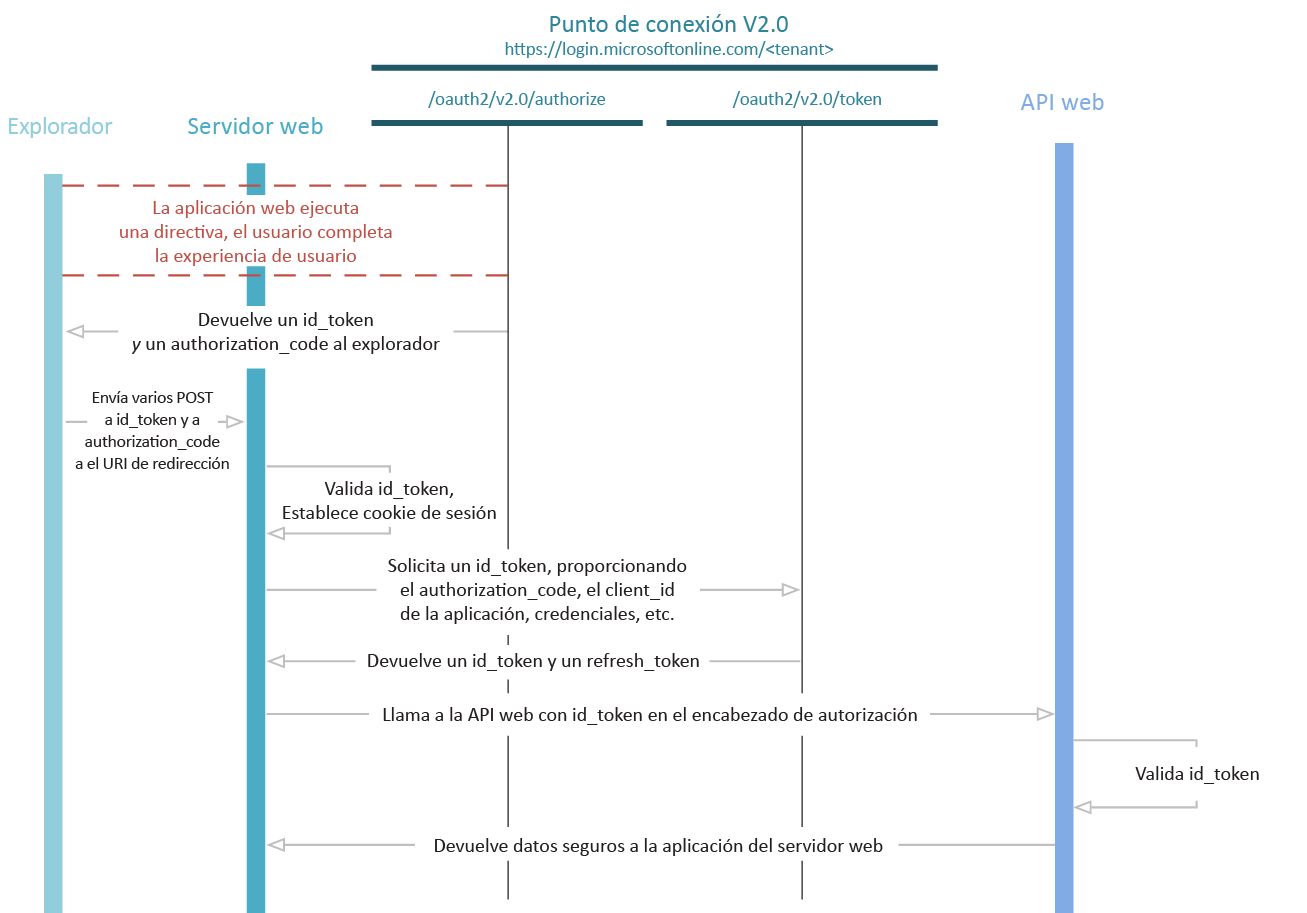 Punto de conexión V2.0
https://login.microsoftonline.com/<tenant>
/oauth2/v2.0/authorize
/oauth2/v2.0/token
API web
Explorador
Servidor web
La aplicación web ejecuta
una directiva, el usuario completa
la experiencia de usuario
Devuelve un id_token
y un authorization_code al explorador
Envía varios POST
a id_token y a
authorization_code
a el URI de redirección
Valida id_token,
Establece cookie de sesión
Solicita un id_token, proporcionando
el authorization_code, el client_id
de la aplicación, credenciales, etc.
Devuelve un id_token y un refresh_token
Llama a la API web con id_token en el encabezado de autorización
Valida id_token
Devuelve datos seguros a la aplicación del servidor web